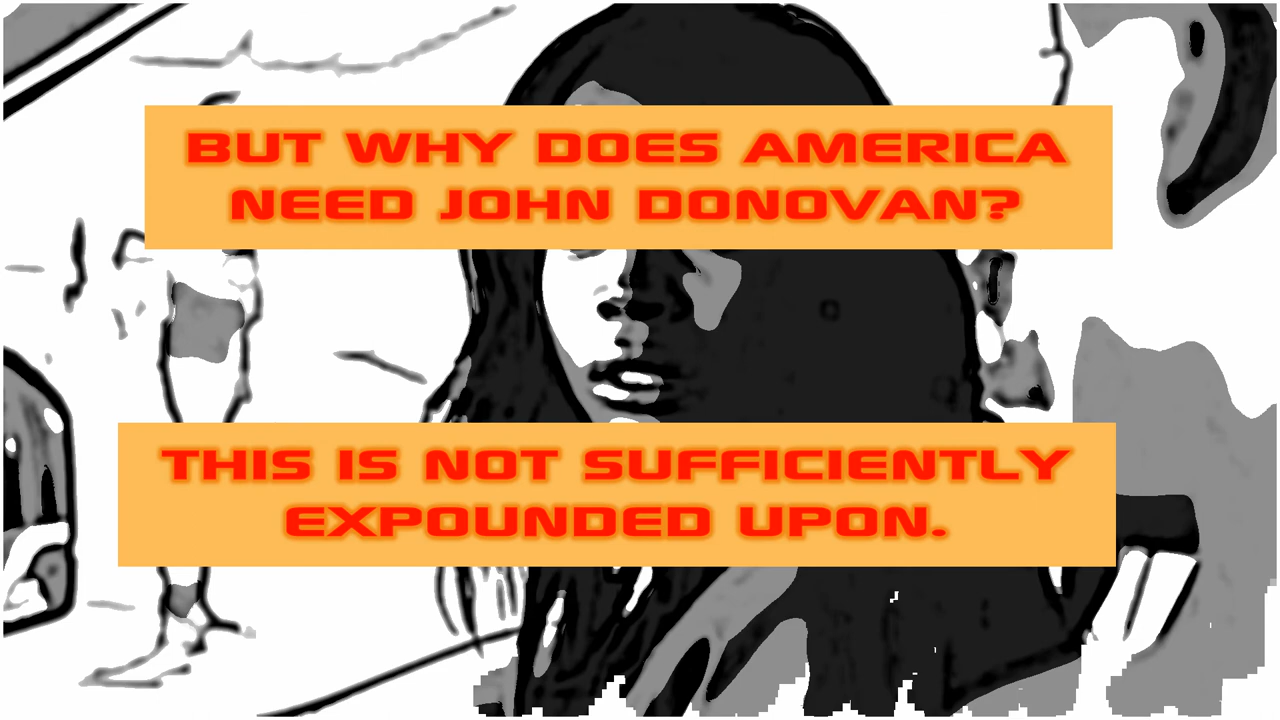 BUT WHY DOES AMERICA
NEED JOHN DONOVAN?
THIS IS NOT SUFFICIENTLY
EXPOUNDED UPON.